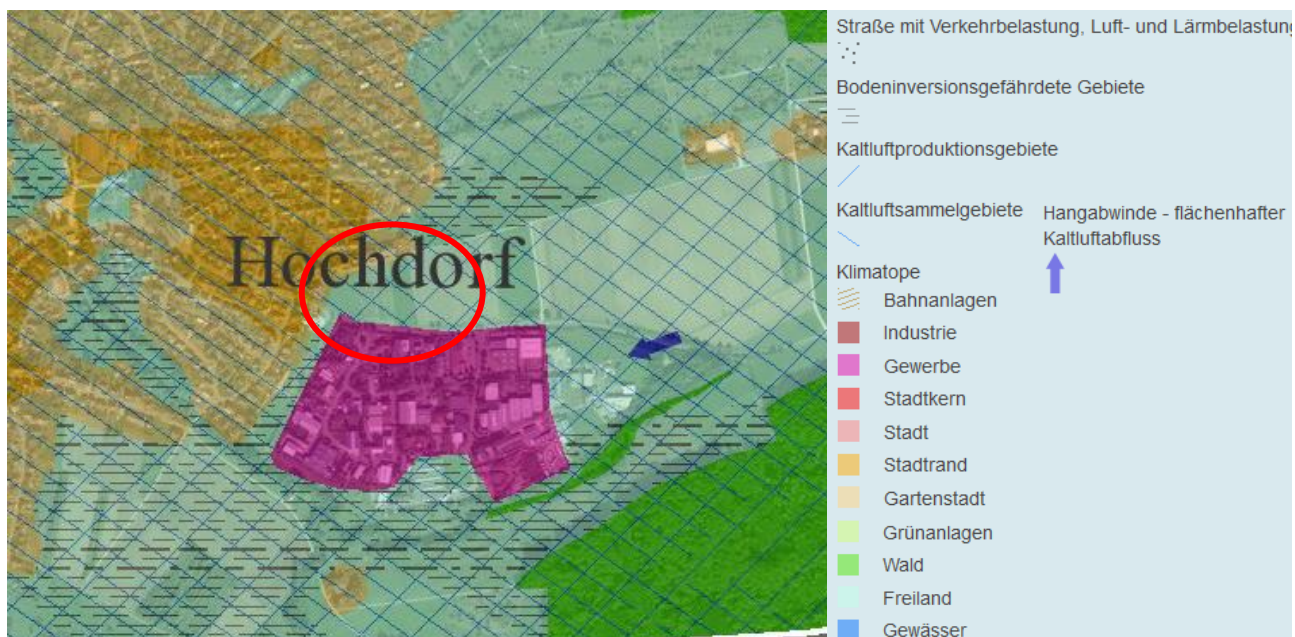 Hochdorf
Straße mit Verkehrbelastung, Luft- und Lärmbelastung
Bodeninversionsgefährdete Gebiete
Kaltluftproduktionsgebiete
Kaltluftsammelgebiete
Hangabwinde - flächenhafter
Kaltluftabfluss
Klimatope
Bahnanlagen
Industrie
Gewerbe
Stadtkern
Stadt
Stadtrand
Gartenstadt
Grünanlagen
Wald
Freiland
Gewässer